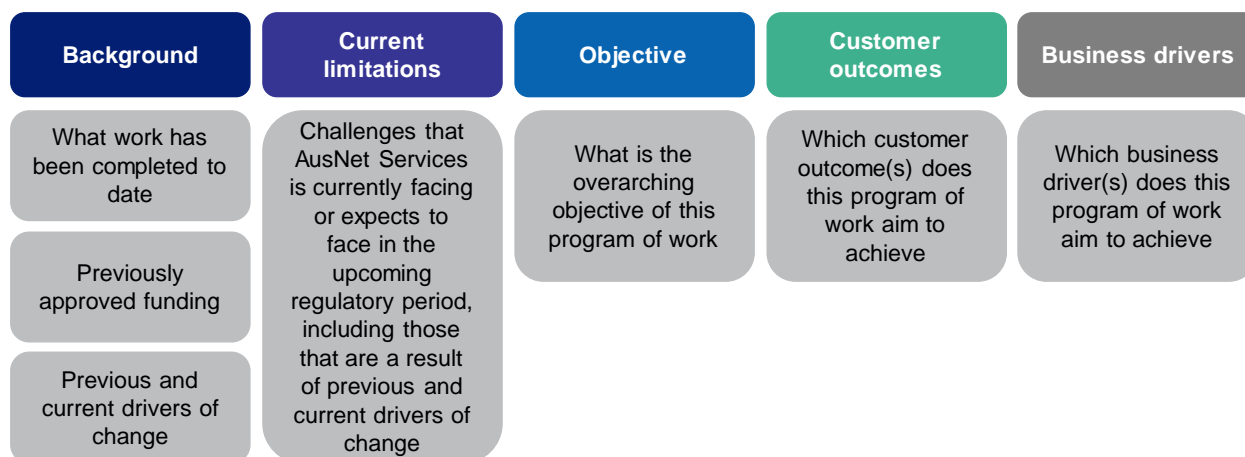 Background
Current
limitations
Objective
Customer
outcomes
Business drivers
What work has
been completed to
date
Previously
approved funding
Previous and
current drivers of
change
Challenges that
AusNet Services
is currently facing
or expects to
face in the
upcoming
regulatory period,
including those
that are a result
of previous and
current drivers of
change
What is the
overarching
objective of this
program of work
Which customer
outcome(s) does
this program of
work aim to
achieve
Which business
driver(s) does this
program of work
aim to achieve